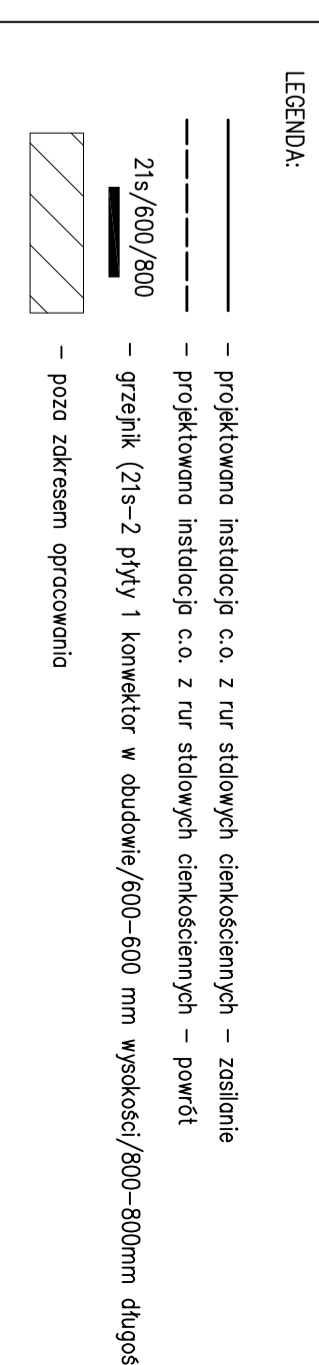 LEGENDA:
– projektowana instalacja c.o. z rur stalowych cienkościennych – zasilanie
– projektowana instalacja c.o. z rur stalowych cienkościennych – powrót
21s/600/800 – grzejnik (21s–2 płyty 1 konwektor w obudowie/600–600 mm wysokości/800–800mm długoś
– poza zakresem opracowania